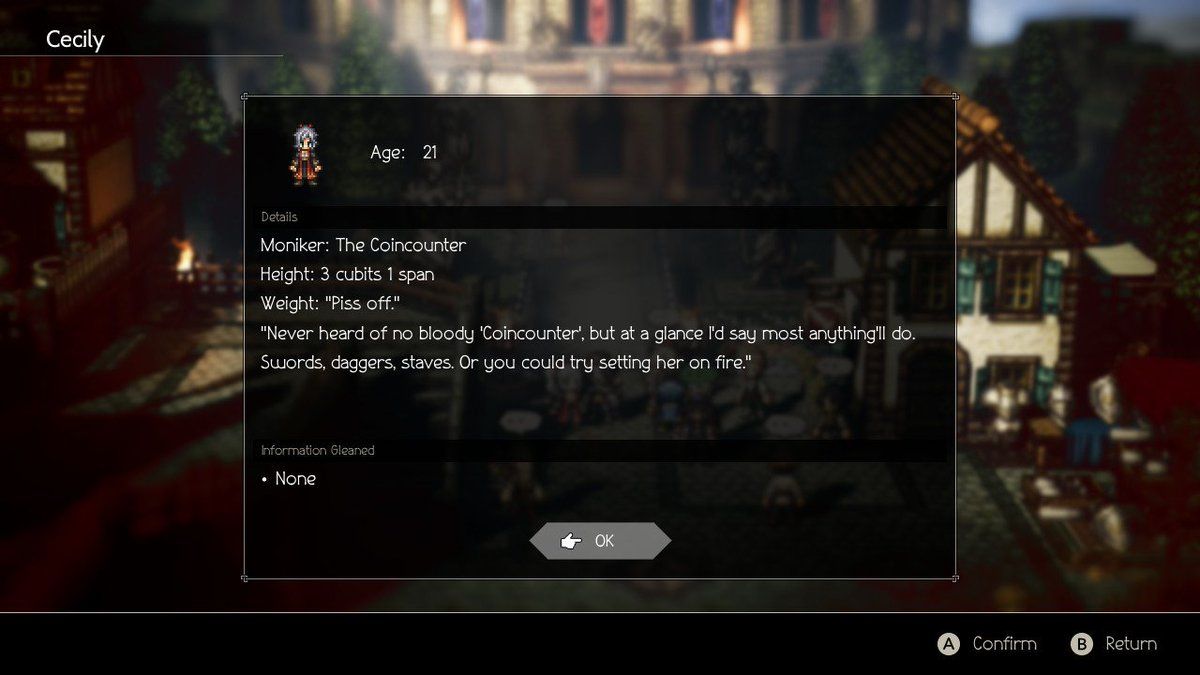 Cecily
Age: 21
Details
Moniker: The Coincounter
Height: 3 cubits 1 span
Weight: "Piss off."
"Never heard of no bloody 'Coincounter', but at a glance I'd say most anything'll do.
Swords, daggers, staves. Or you could try setting her on fire."
Information Gleaned
• None
OK
A Confirm B Return